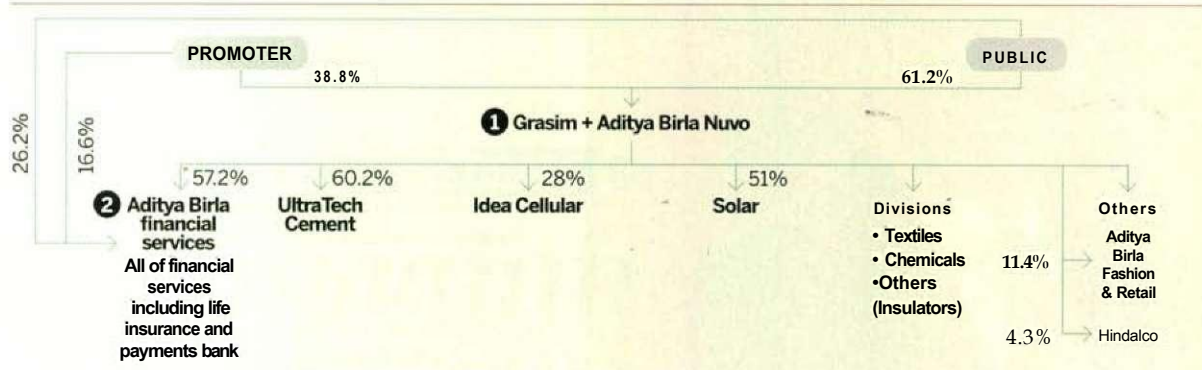 PROMOTER
PUBLIC
38.8%
61.2%
26.2%
16.6%
1 Grasim + Aditya Birla Nuvo
57.2%
60.2%
28%
51%
2 Aditya Birla
financial
services
All of financial
services
including life
insurance and
payments bank
UltraTech
Cement
Idea Cellular
Solar
Divisions
• Textiles
• Chemicals
•Others
(Insulators)
Others
11.4%
Aditya
Birla
Fashion
& Retail
4.3%
Hindalco